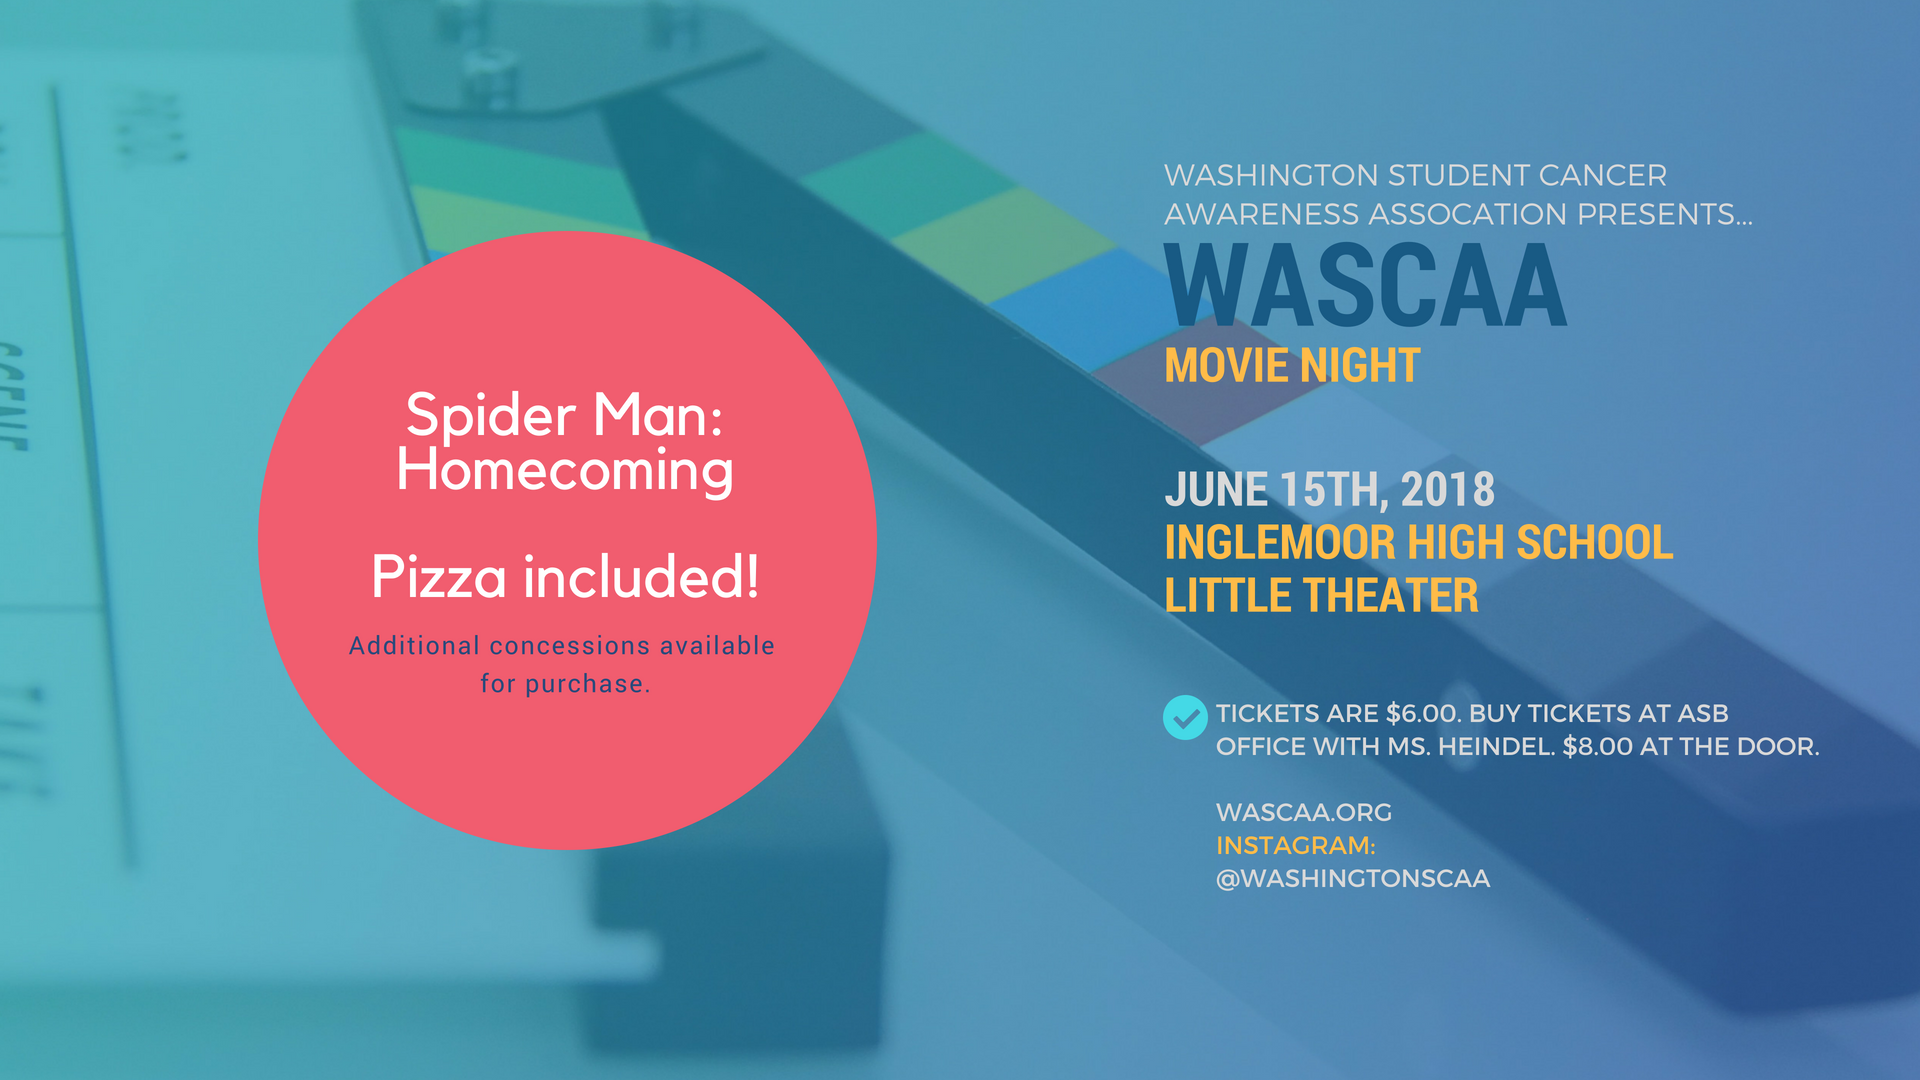 Spider Man:
Homecoming
Pizza included!
Additional concessions available
for purchase.
WASHINGTON STUDENT CANCER
AWARENESS ASSOCATION PRESENTS...
WASCAA
MOVIE NIGHT
JUNE 15TH, 2018
INGLEMOOR HIGH SCHOOL
LITTLE THEATER
TICKETS ARE $6.00. BUY TICKETS AT ASB
OFFICE WITH MS. HEINDEL. $8.00 AT THE DOOR.
WASCAA.ORG
INSTAGRAM:
@WASHINGTONSCAA
SCENE